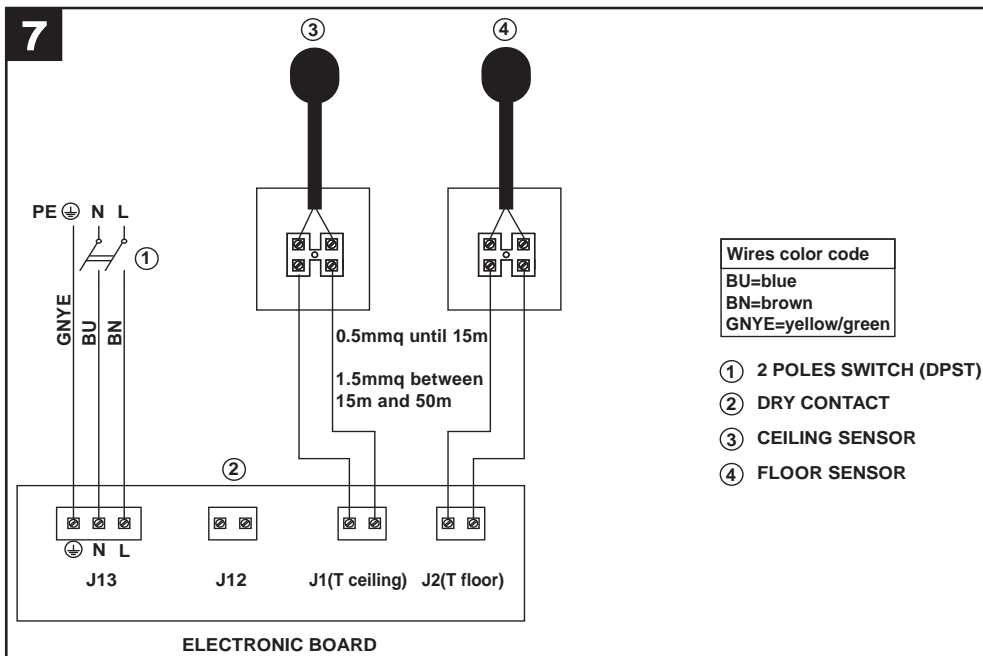 7
③ ④
PE N L
①
GNYE
BU
BN
0.5mmq until 15m
1.5mmq between
15m and 50m
②
N L
J13 J12 J1(T ceiling) J2(T floor)
ELECTRONIC BOARD
Wires color code
BU=blue
BN=brown
GNYE=yellow/green
① 2 POLES SWITCH (DPST)
② DRY CONTACT
③ CEILING SENSOR
④ FLOOR SENSOR